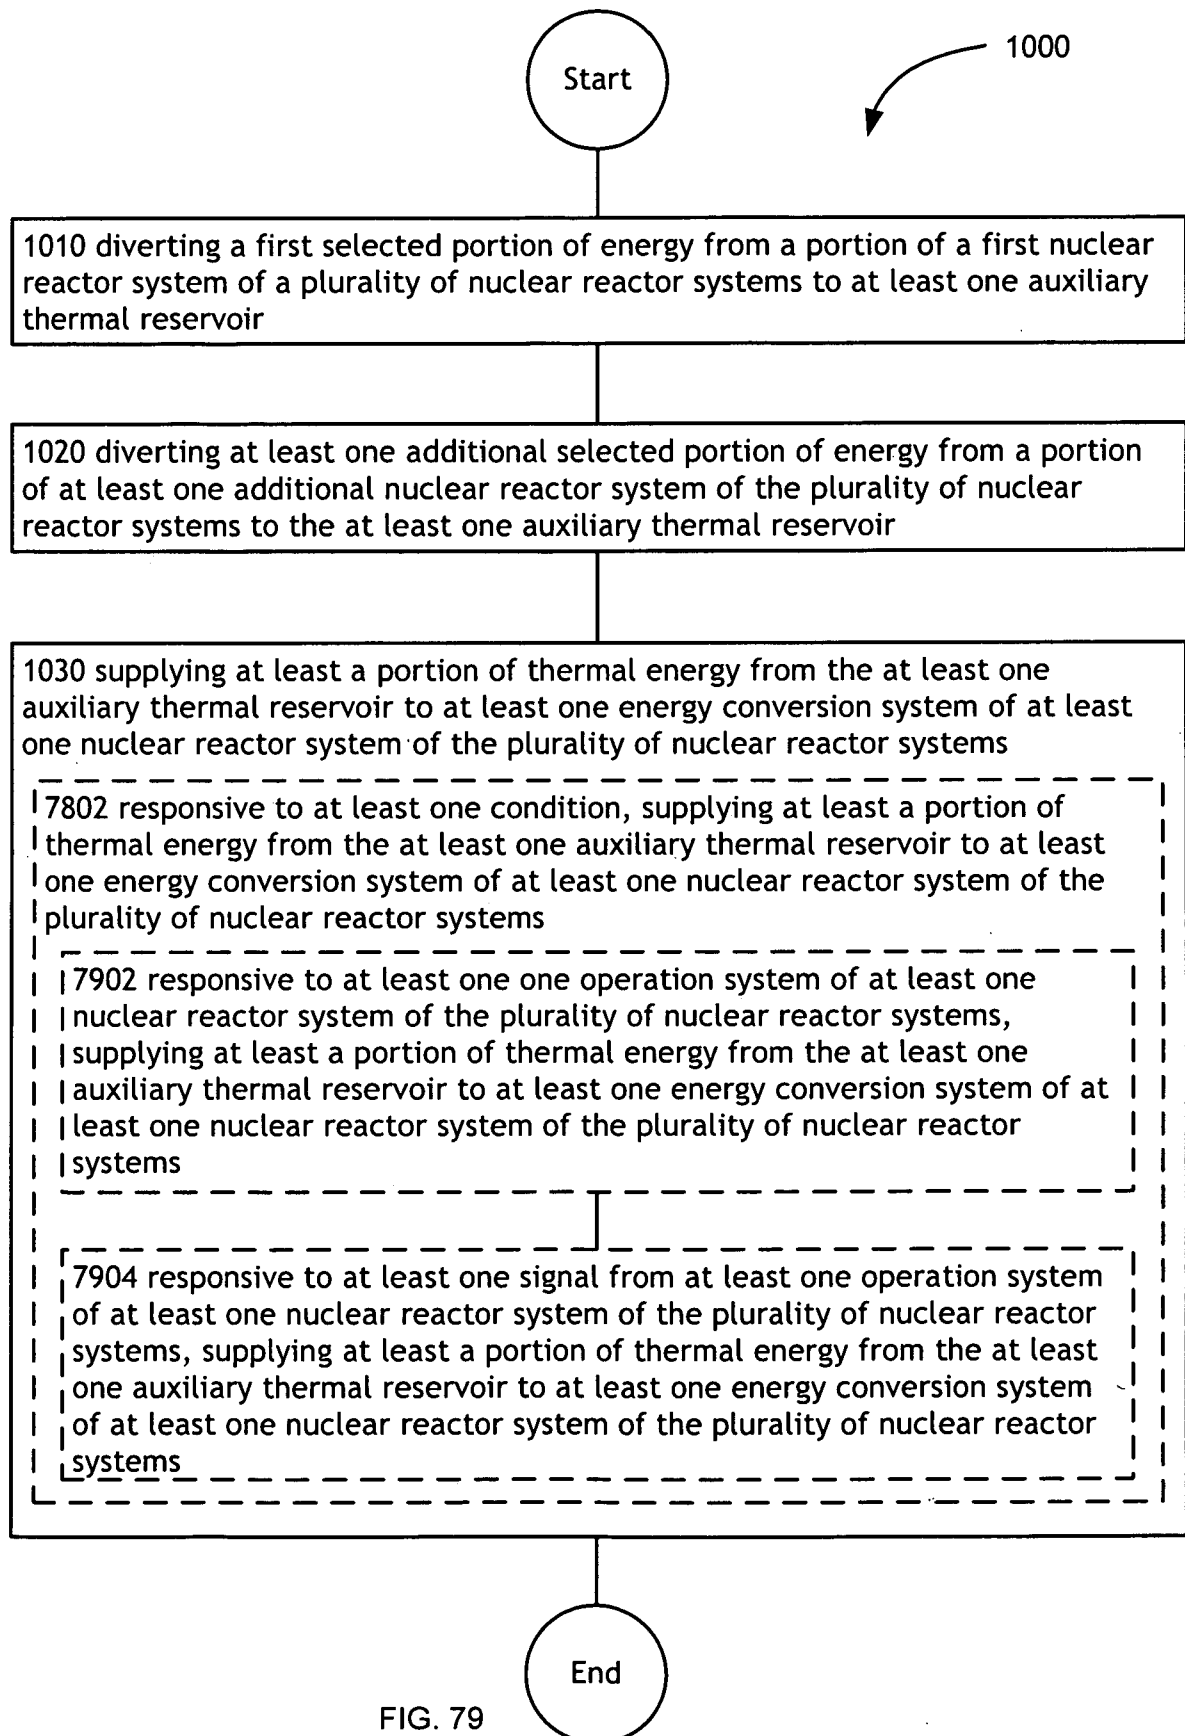 Start
1000
1010 diverting a first selected portion of energy from a portion of a first nuclear
reactor system of a plurality of nuclear reactor systems to at least one auxiliary
thermal reservoir
1020 diverting at least one additional selected portion of energy from a portion
of at least one additional nuclear reactor system of the plurality of nuclear
reactor systems to the at least one auxiliary thermal reservoir
1030 supplying at least a portion of thermal energy from the at least one
auxiliary thermal reservoir to at least one energy conversion system of at least
one nuclear reactor system of the plurality of nuclear reactor systems
7802 responsive to at least one condition, supplying at least a portion of
thermal energy from the at least one auxiliary thermal reservoir to at least
one energy conversion system of at least one nuclear reactor system of the
plurality of nuclear reactor systems
7902 responsive to at least one one operation system of at least one
nuclear reactor system of the plurality of nuclear reactor systems,
supplying at least a portion of thermal energy from the at least one
auxiliary thermal reservoir to at least one energy conversion system of at
least one nuclear reactor system of the plurality of nuclear reactor
systems
7904 responsive to at least one signal from at least one operation system
of at least one nuclear reactor system of the plurality of nuclear reactor
systems, supplying at least a portion of thermal energy from the at least
one auxiliary thermal reservoir to at least one energy conversion system
of at least one nuclear reactor system of the plurality of nuclear reactor
systems
End
FIG. 79